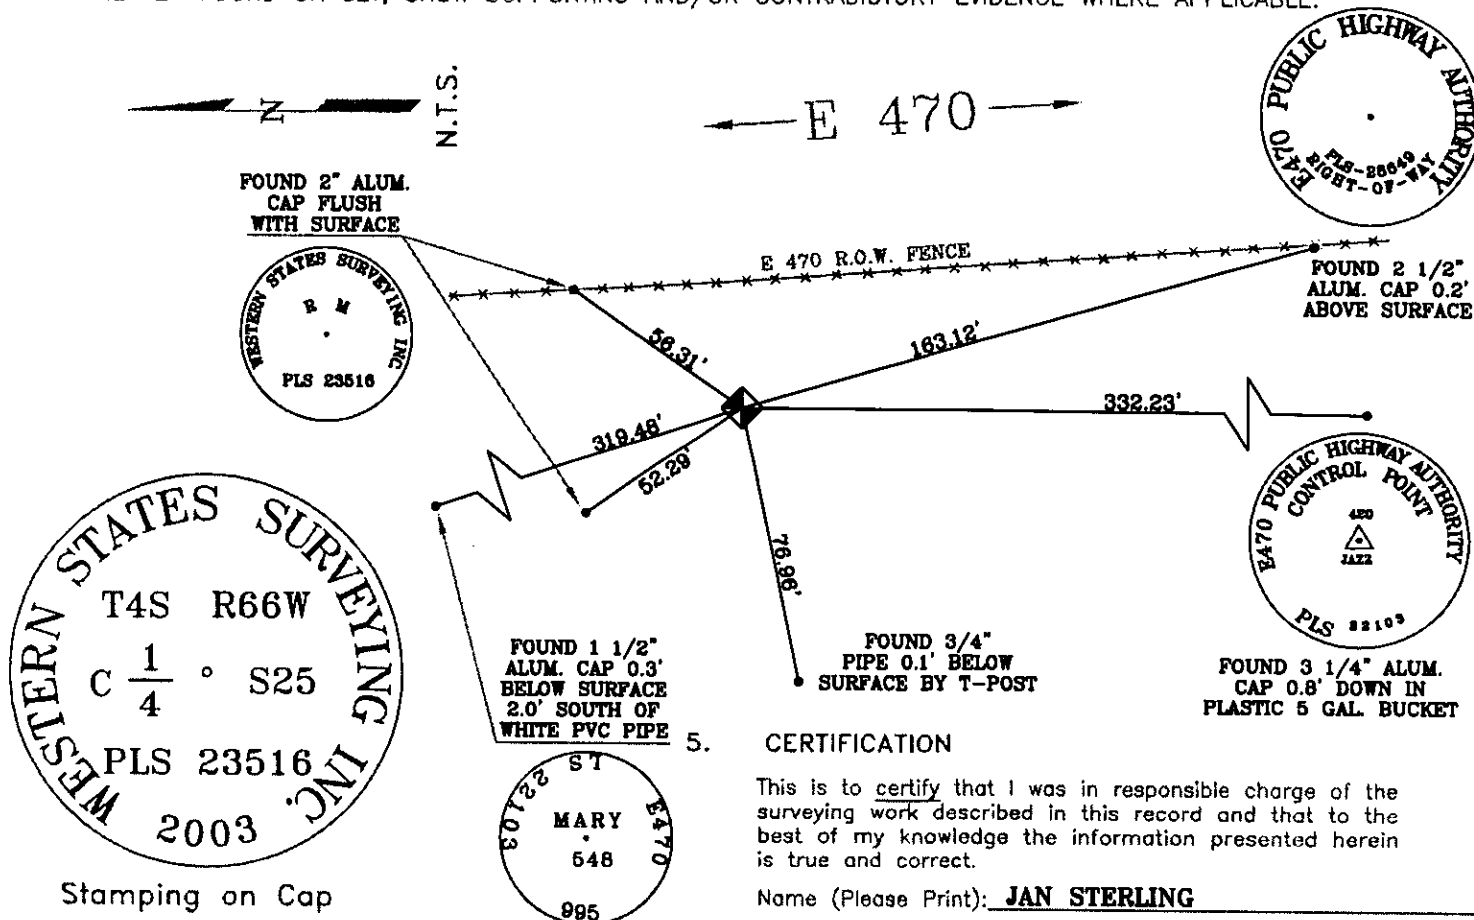 E 470
N
N.T.S.
E470 PUBLIC HIGHWAY AUTHORITY
PLS-28649
RIGHT-OF-WAY
FOUND 2" ALUM.
CAP FLUSH
WITH SURFACE
WESTERN STATES SURVEYING INC
R M
PLS 23516
E 470 R.O.W. FENCE
FOUND 2 1/2"
ALUM. CAP 0.2'
ABOVE SURFACE
56.31'
163.12'
332.23'
319.48'
52.29'
76.96'
E470 PUBLIC HIGHWAY AUTHORITY
CONTROL POINT
JAZZ
PLS 22103
WESTERN STATES SURVEYING INC.
T4S R66W
C 1/4 ° S25
PLS 23516
2003
Stamping on Cap
FOUND 1 1/2"
ALUM. CAP 0.3'
BELOW SURFACE
2.0' SOUTH OF
WHITE PVC PIPE
FOUND 3/4"
PIPE 0.1' BELOW
SURFACE BY T-POST
FOUND 3 1/4" ALUM.
CAP 0.8' DOWN IN
PLASTIC 5 GAL. BUCKET
22103 ST E470
MARY
548
995
5. CERTIFICATION
This is to certify that I was in responsible charge of the
surveying work described in this record and that to the
best of my knowledge the information presented herein
is true and correct.
Name (Please Print): JAN STERLING